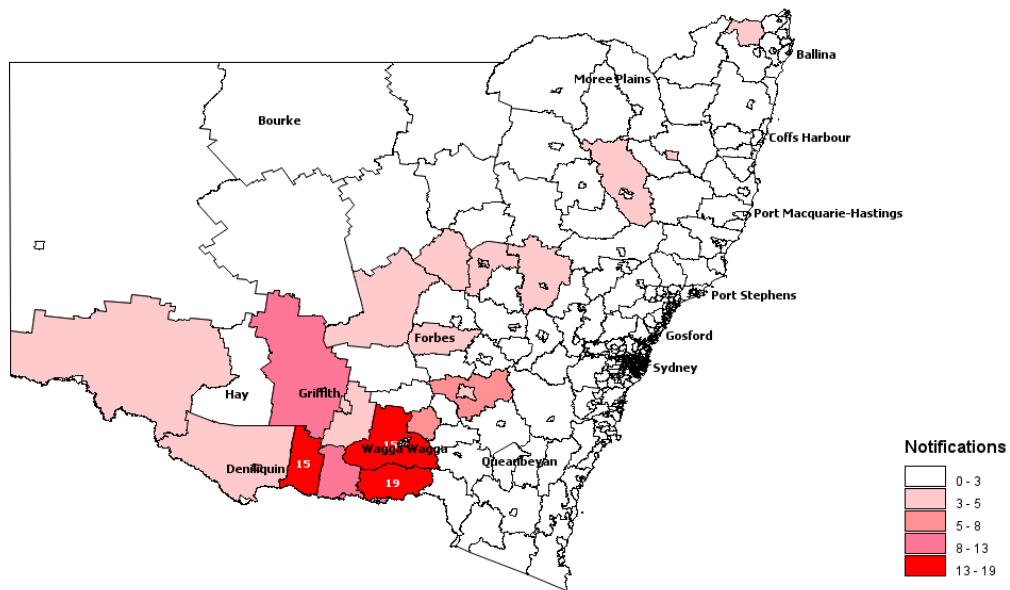 Ballina
Moree Plains
Bourke
Coffs Harbour
Port Macquarie-Hastings
Port Stephens
Gosford
Forbes
Sydney
Hay
Griffith
15
Wagga Wagga
Queanbeyan
Deniliquin
15
19
Notifications
0 - 3
3 - 5
5 - 8
8 - 13
13 - 19